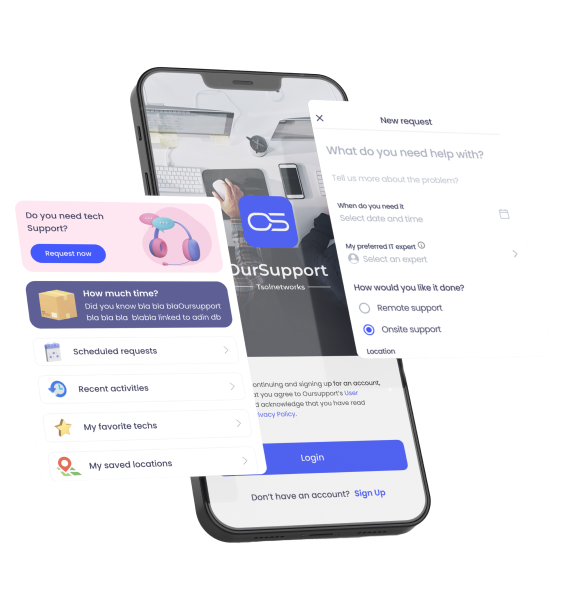 New request
What do you need help with?
Tell us more about the problem?
When do you need it
Select date and time
My preferred IT expert
Select an expert
How would you like it done?
Remote support
Onsite support
Location
Do you need tech
Support?
Request now
How much time?
Did you know bla bla blaOursupport
bla bla bla blabla linked to adin db
Scheduled requests
Recent activities
My favorite techs
My saved locations
OurSupport
Tsolnetworks
ontinuing and signing up for an account,
at you agree to Oursupport's User
d acknowledge that you have read
ivacy Policy.
Login
Don't have an account? Sign Up